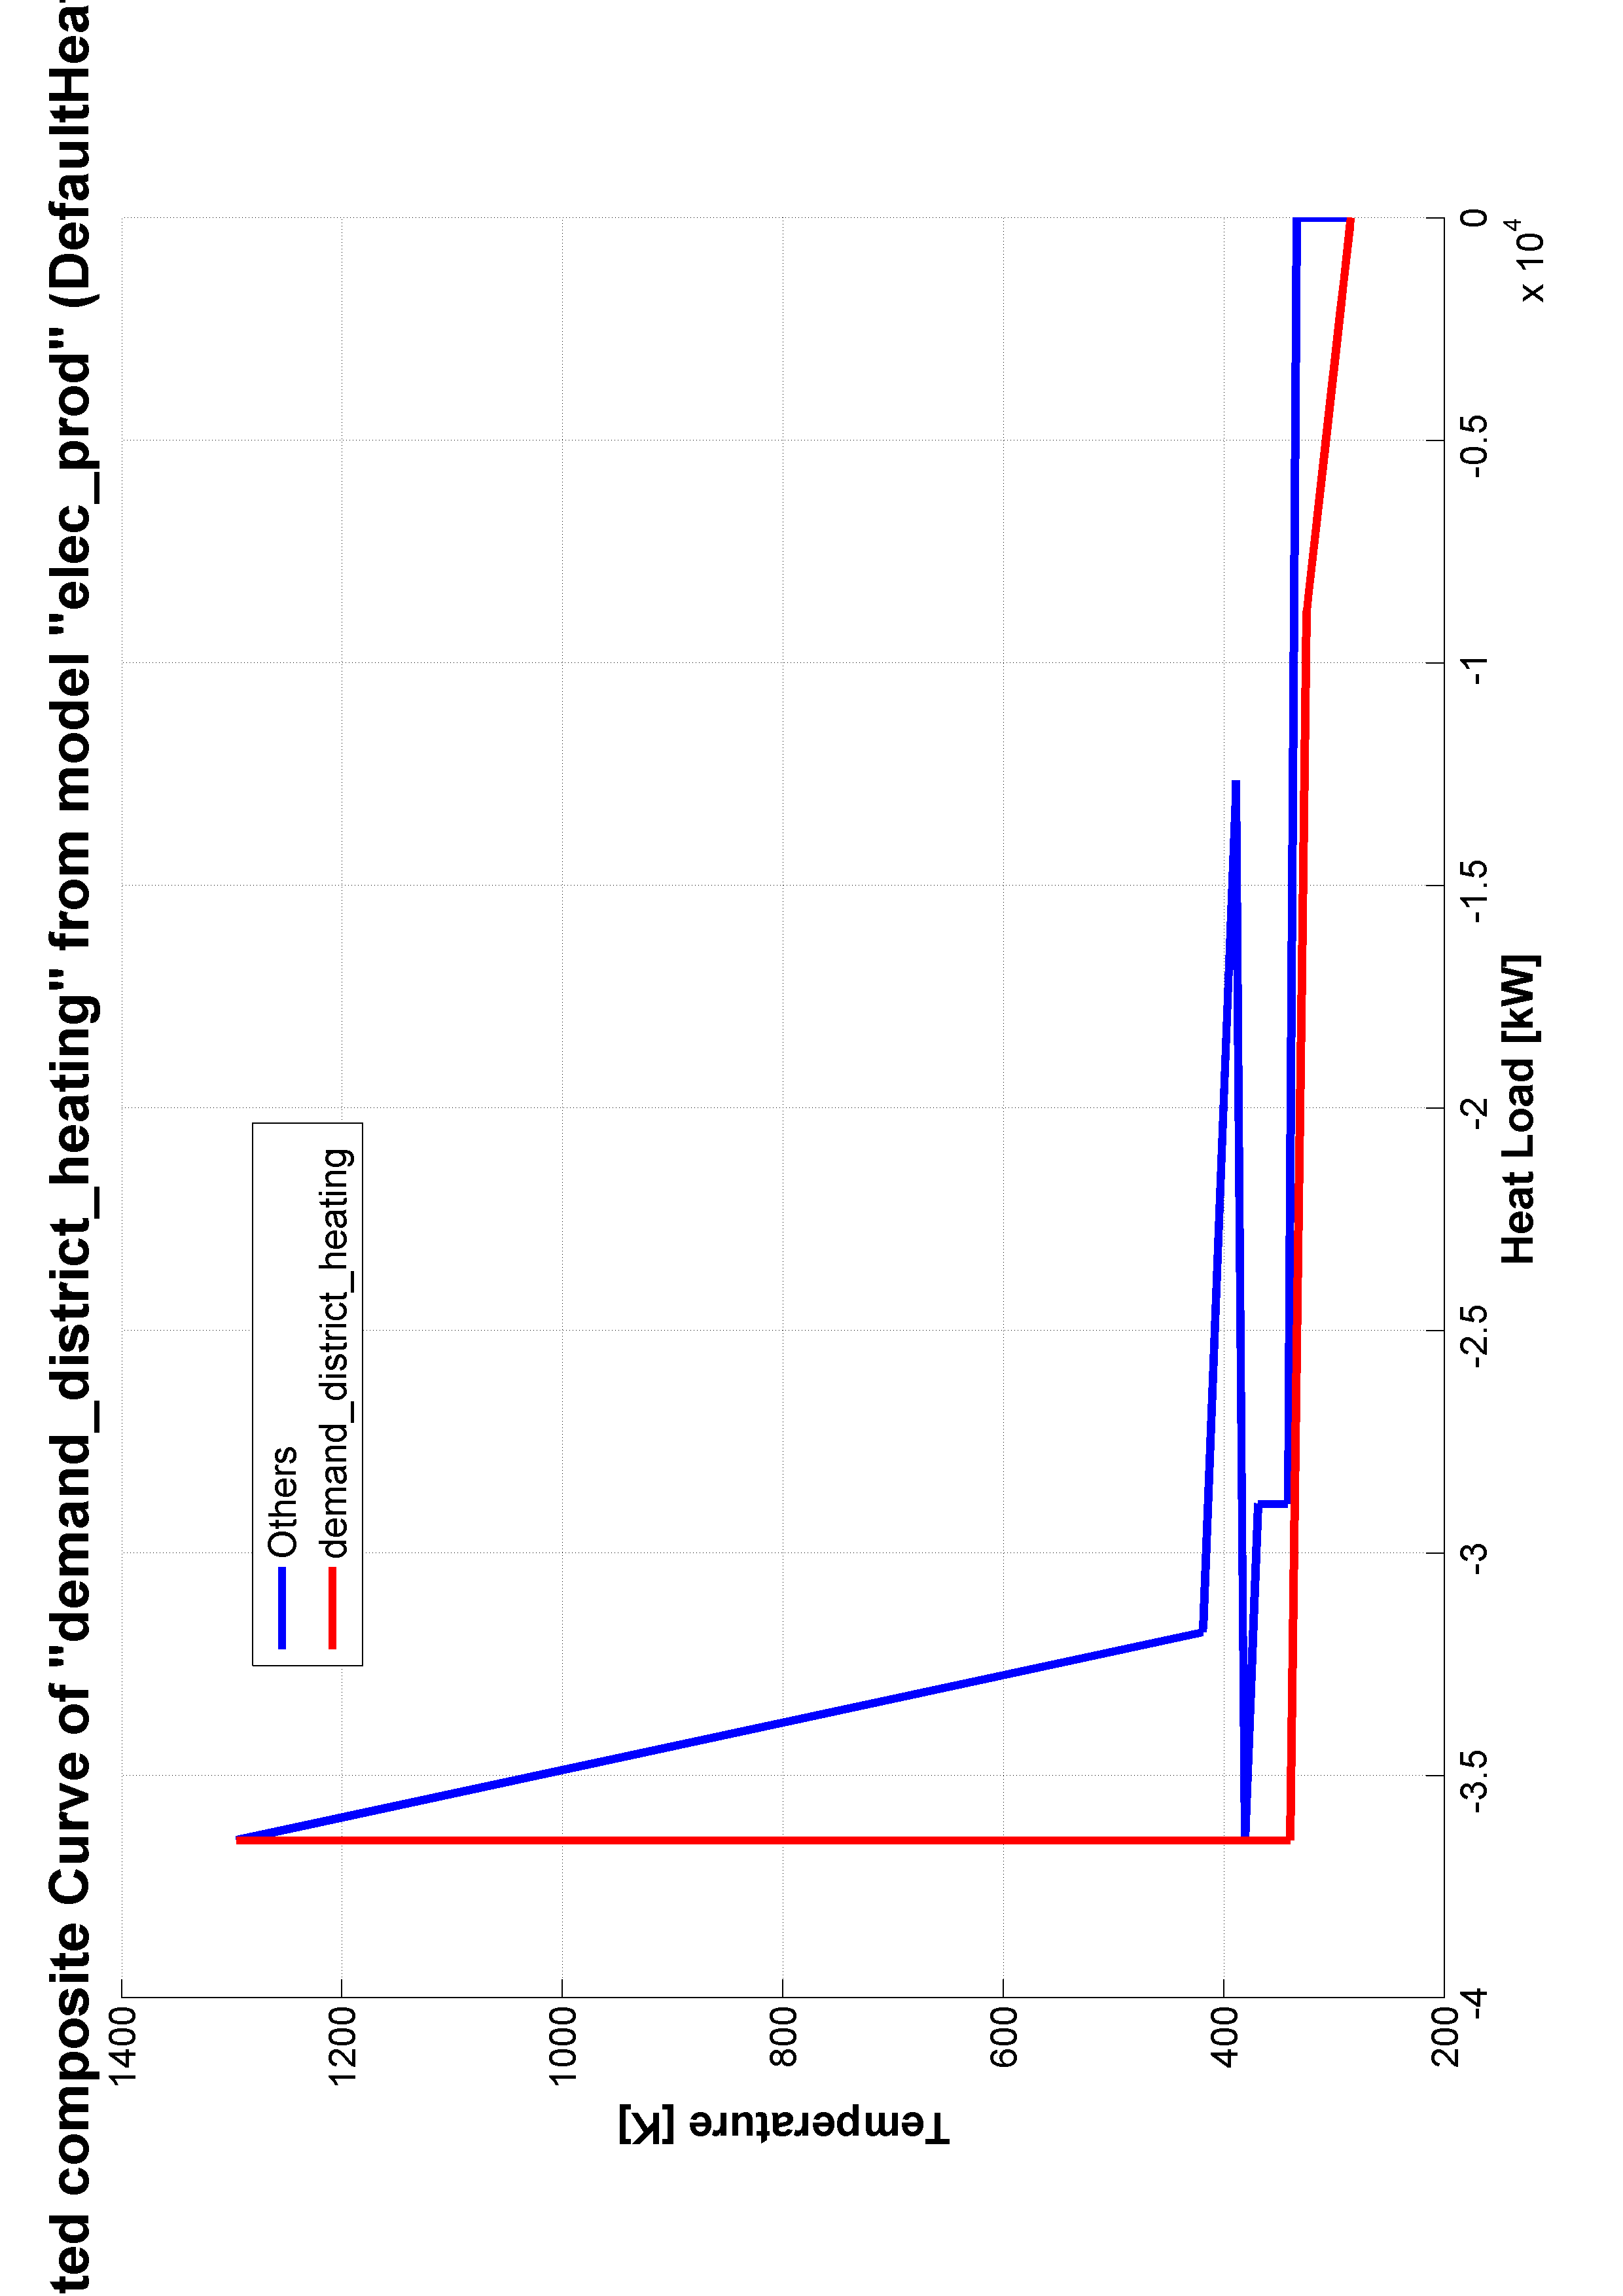 ted composite Curve of "demand_district_heating" from model "elec_prod" (DefaultHea
Others
demand_district_heating
1400
1200
1000
800
600
400
200
Temperature [K]
-4
-3.5
-3
-2.5
-2
-1.5
-1
-0.5
0
x 10^4
Heat Load [kW]